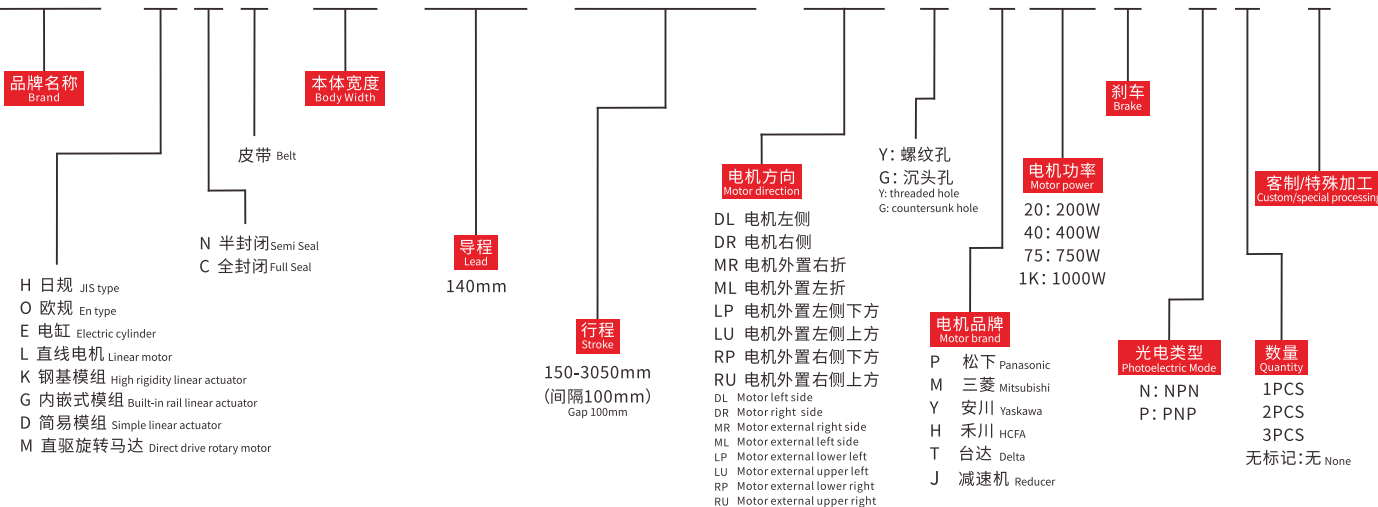 品牌名称
Brand
H 日规 JIS type
O 欧规 En type
E 电缸 Electric cylinder
L 直线电机 Linear motor
K 钢基模组 High rigidity linear actuator
G 内嵌式模组 Built-in rail linear actuator
D 简易模组 Simple linear actuator
M 直驱旋转马达 Direct drive rotary motor
N 半封闭 Semi Seal
C 全封闭 Full Seal
皮带 Belt
本体宽度
Body Width
导程
Lead
140mm
行程
Stroke
150-3050mm
（间隔100mm）
Gap 100mm
电机方向
Motor direction
DL 电机左侧
DR 电机右侧
MR 电机外置右折
ML 电机外置左折
LP 电机外置左侧下方
LU 电机外置左侧上方
RP 电机外置右侧下方
RU 电机外置右侧上方
DL Motor left side
DR Motor right side
MR Motor external right side
ML Motor external left side
LP Motor external lower left
LU Motor external upper left
RP Motor external lower right
RU Motor external upper right
Y：螺纹孔
G：沉头孔
Y: threaded hole
G: countersunk hole
电机品牌
Motor brand
P 松下 Panasonic
M 三菱 Mitsubishi
Y 安川 Yaskawa
H 禾川 HCFA
T 台达 Delta
J 减速机 Reducer
电机功率
Motor power
20：200W
40：400W
75：750W
1K：1000W
刹车
Brake
光电类型
Photoelectric Mode
N：NPN
P：PNP
数量
Quantity
1PCS
2PCS
3PCS
无标记：无 None
客制/特殊加工
Custom/special processing